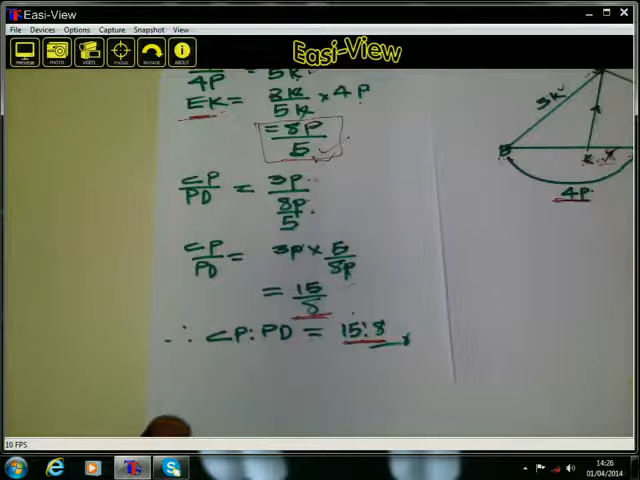 Easi-View
File Devices Options Capture Snapshot View
PREVIEW PHOTO VIDEO FOCUS ROTATE ABOUT
Easi-View
4P = 5K
EK = 2K/5K × 4P
= 8P/5
CP/PD = 3P/(8P/5)
CP/PD = 3P × 5/8P
= 15/8
∴ CP:PD = 15:8
3K
B
K
4P
10 FPS
14:26
01/04/2014